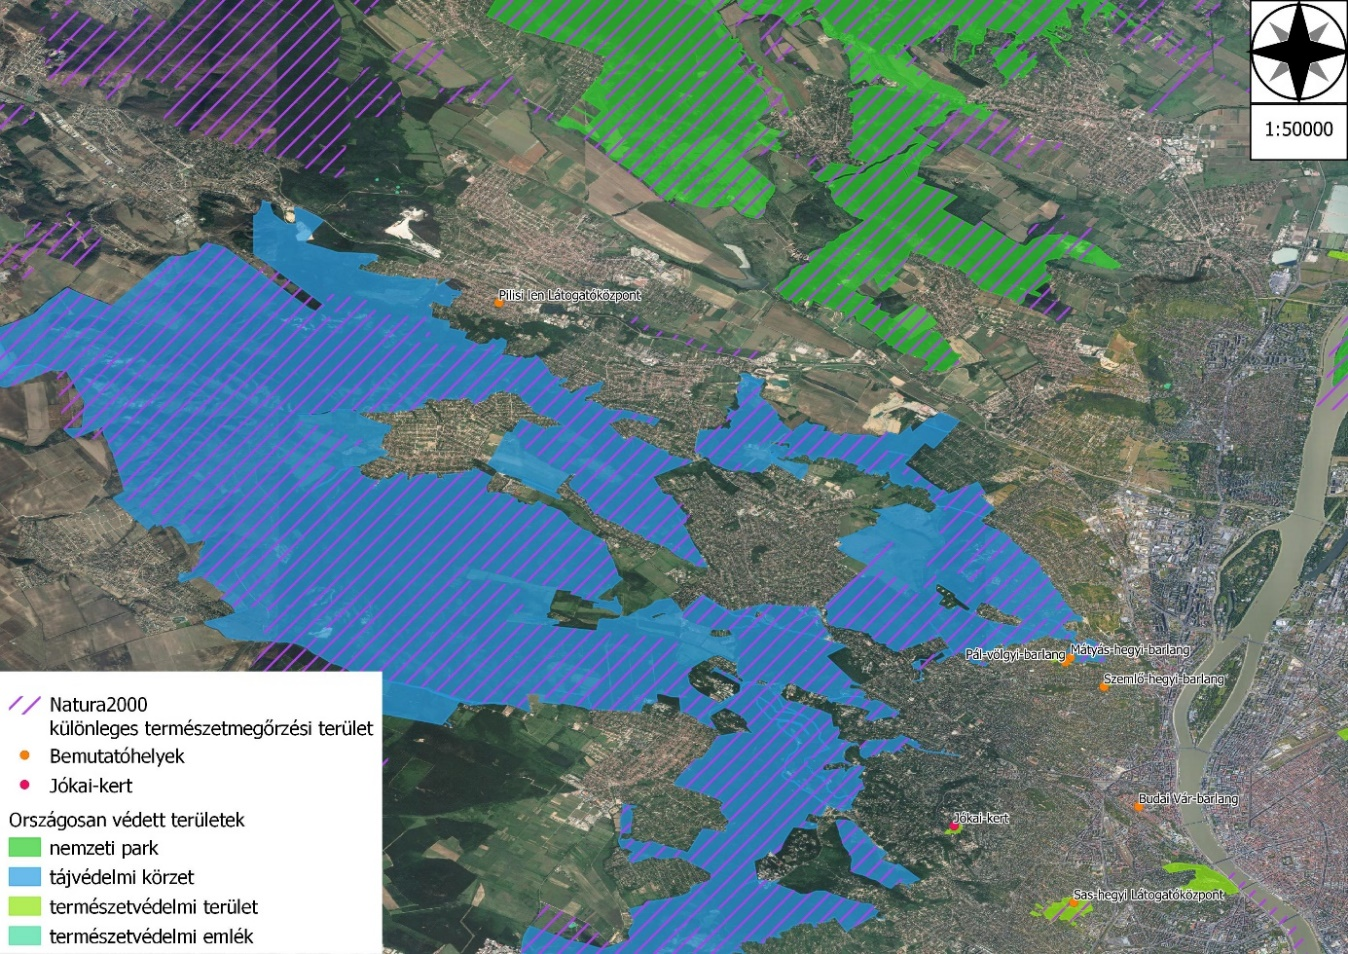 1:50000
Pilisi len Látogatóközpont
Pál-völgyi-barlang
Mátyás-hegyi-barlang
Szemlő-hegyi-barlang
Budai Vár-barlang
Jókai-kert
Sas-hegyi Látogatóközpont
Natura2000
különleges természetmegőrzési terület
Bemutatóhelyek
Jókai-kert
Országosan védett területek
nemzeti park
tájvédelmi körzet
természetvédelmi terület
természetvédelmi emlék